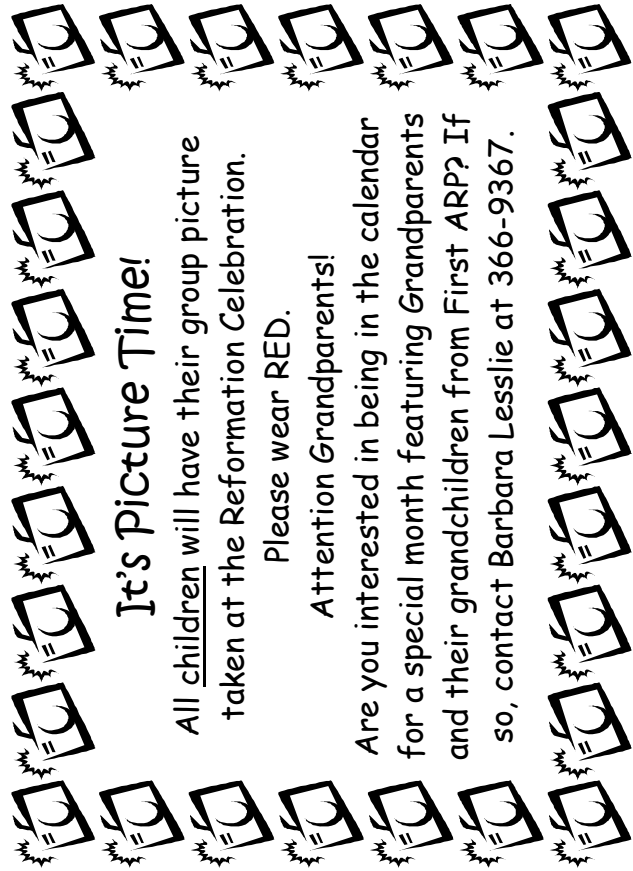 It's Picture Time!
All children will have their group picture
taken at the Reformation Celebration.
Please wear RED.
Attention Grandparents!
Are you interested in being in the calendar
for a special month featuring Grandparents
and their grandchildren from First ARP? If
so, contact Barbara Lesslie at 366-9367.